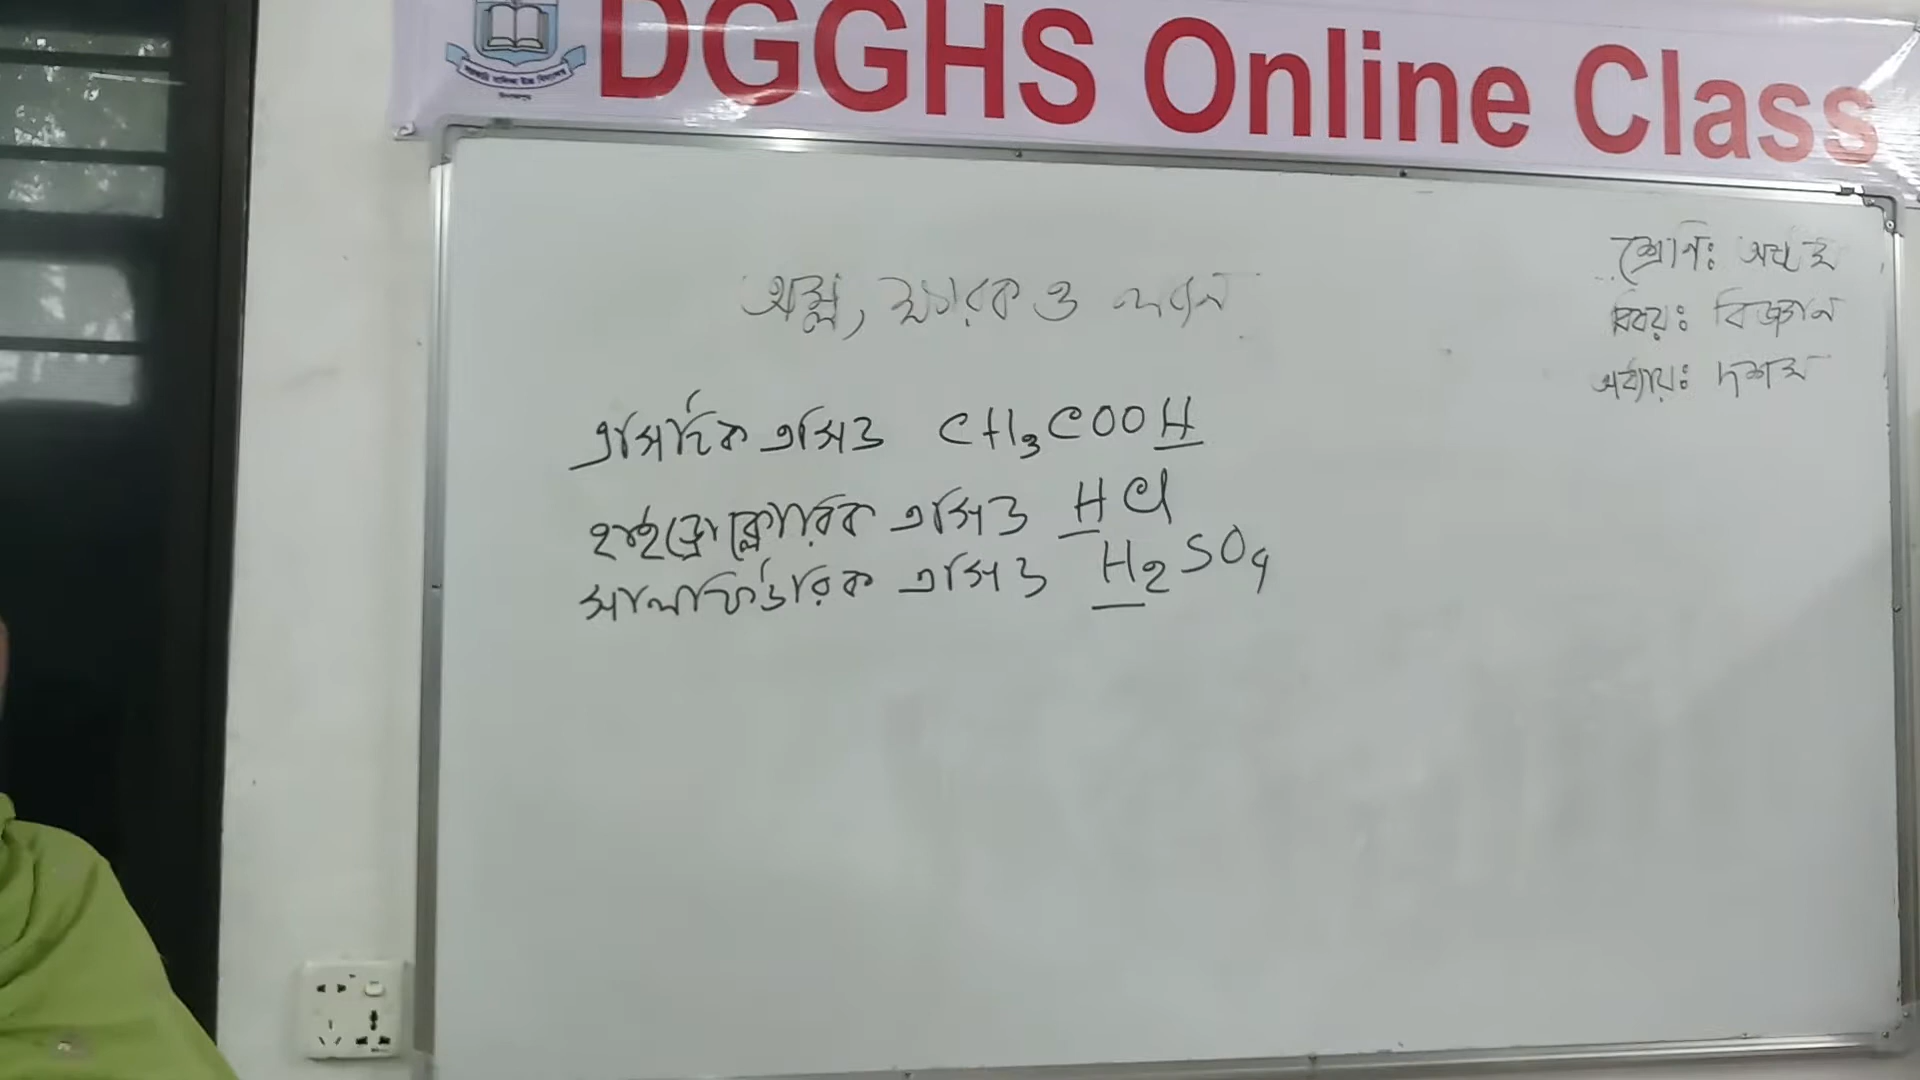 DGGHS Online Class
শ্রেণি: অষ্টম
বিষয়: বিজ্ঞান
অধ্যায়: দশম
অম্ল, ক্ষারক ও লবণ
এসিটিক এসিড CH₃COOH
হাইড্রোক্লোরিক এসিড HCl
সালফিউরিক এসিড H₂SO₄